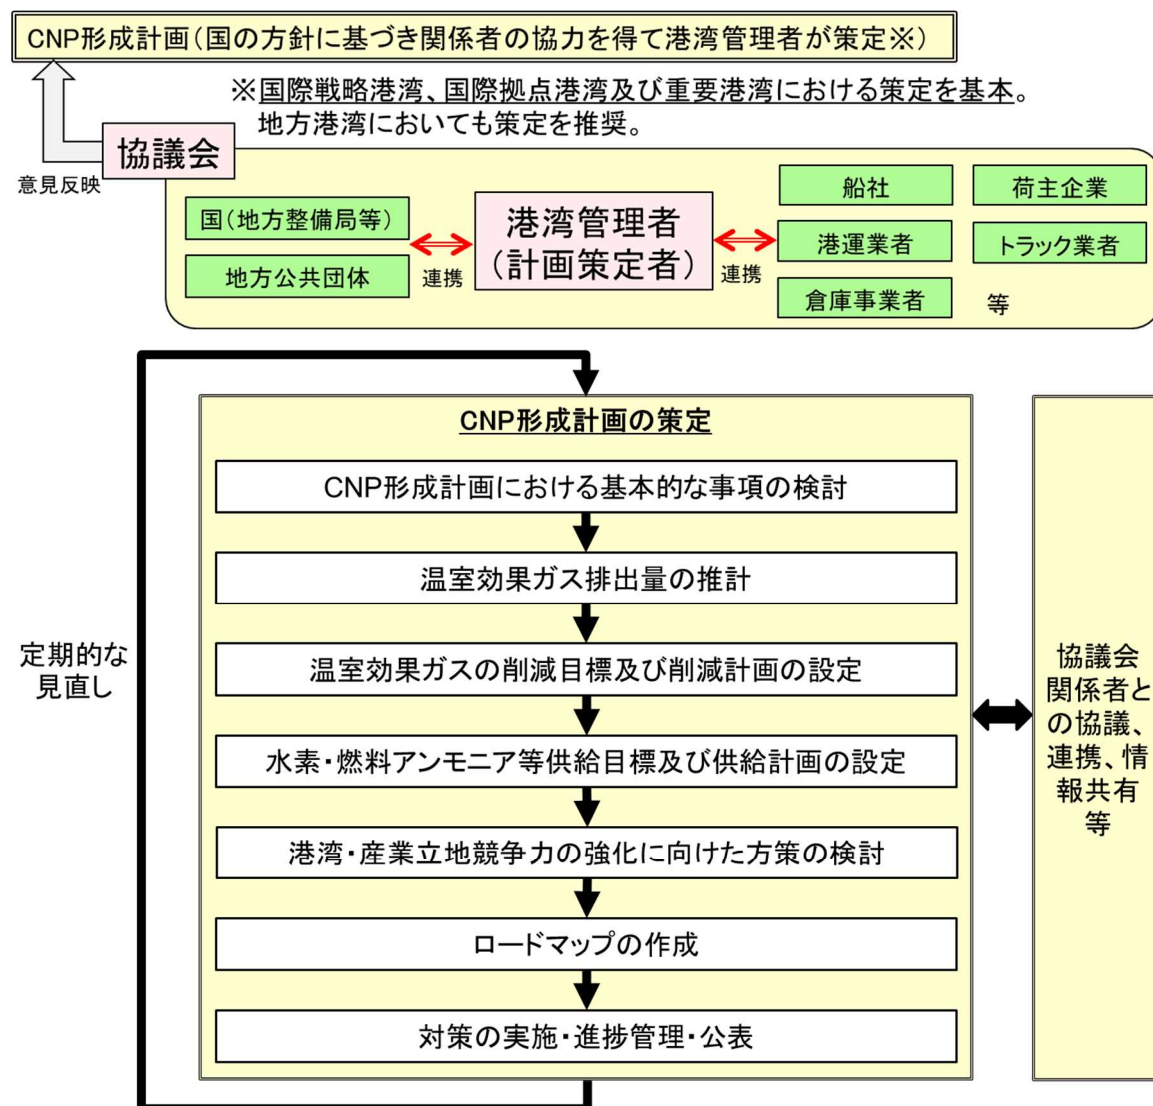 CNP形成計画(国の方針に基づき関係者の協力を得て港湾管理者が策定※)
※国際戦略港湾、国際拠点港湾及び重要港湾における策定を基本。
地方港湾においても策定を推奨。
協議会
意見反映
国(地方整備局等)
地方公共団体
連携
港湾管理者
(計画策定者)
連携
船社
荷主企業
港運業者
トラック業者
倉庫事業者
等
CNP形成計画の策定
CNP形成計画における基本的な事項の検討
温室効果ガス排出量の推計
温室効果ガスの削減目標及び削減計画の設定
水素・燃料アンモニア等供給目標及び供給計画の設定
港湾・産業立地競争力の強化に向けた方策の検討
ロードマップの作成
対策の実施・進捗管理・公表
定期的な
見直し
協議会
関係者と
の協議、
連携、情
報共有
等